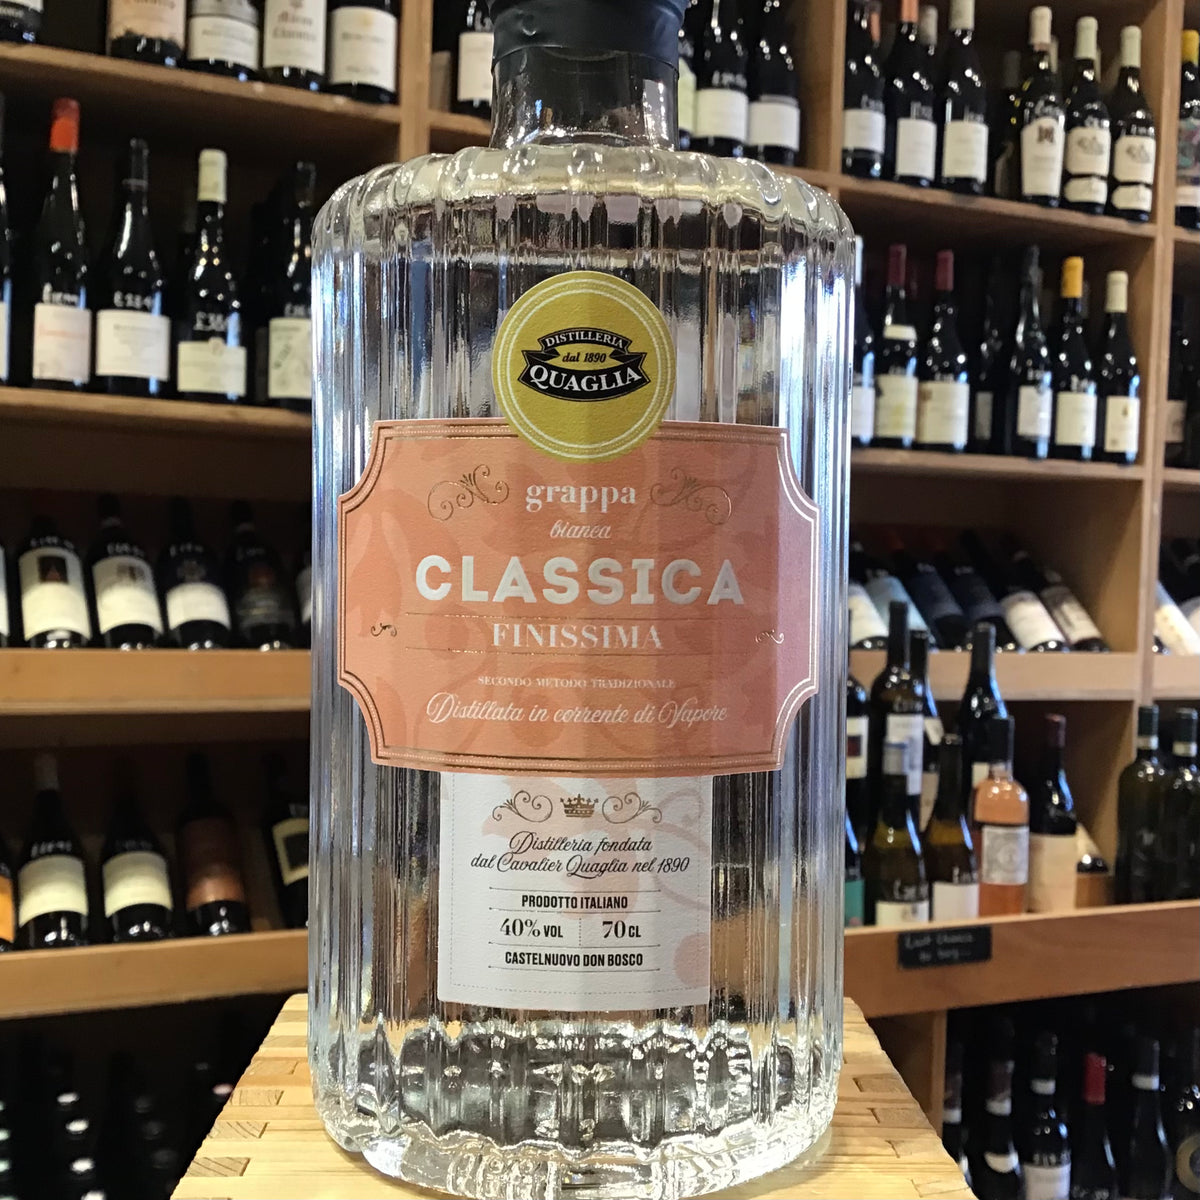 DISTILLERIA
dal 1890
QUAGLIA
grappa
bianca
CLASSICA
FINISSIMA
SECONDO METODO TRADIZIONALE
Distillata in corrente di Vapore
Distilleria fondata
dal Cavalier Quaglia nel 1890
PRODOTTO ITALIANO
40% VOL 70 CL
CASTELNUOVO DON BOSCO